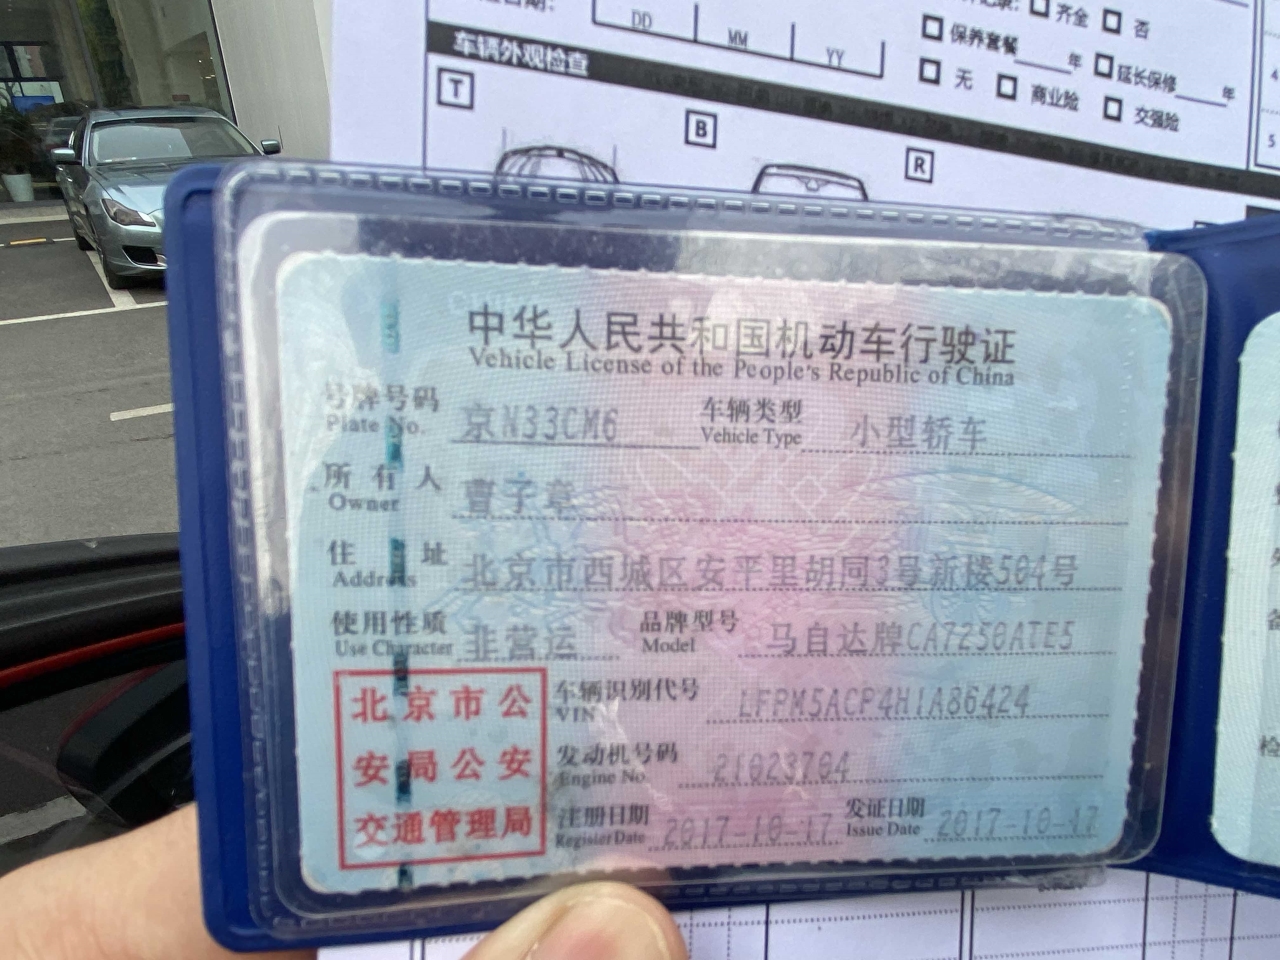 齐全 否
DD MM YY
保养套餐 年 延长保修 年
无 商业险 交强险
车辆外观检查
T B R
4
5
中华人民共和国机动车行驶证
Vehicle License of the People's Republic of China
号牌号码 京N33CM6 车辆类型 小型轿车
Plate No. Vehicle Type
所有人 曹子章
Owner
住址 北京市西城区安平里胡同3号新楼504号
Address
使用性质 非营运 品牌型号 马自达牌CA7250ATE5
Use Character Model
车辆识别代号 LFPM5ACP4H1A86424
VIN
发动机号码 21023704
Engine No.
注册日期 2017-10-17 发证日期 2017-10-17
Register Date Issue Date
北京市公
安局公安
交通管理局
检